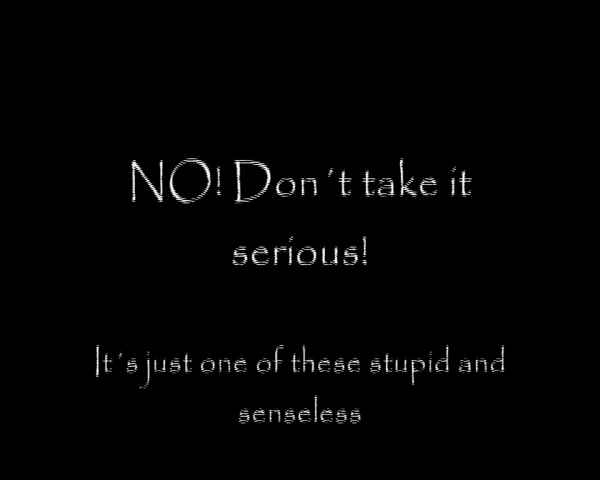 NO! Don´t take it
serious!
It´s just one of these stupid and
senseless